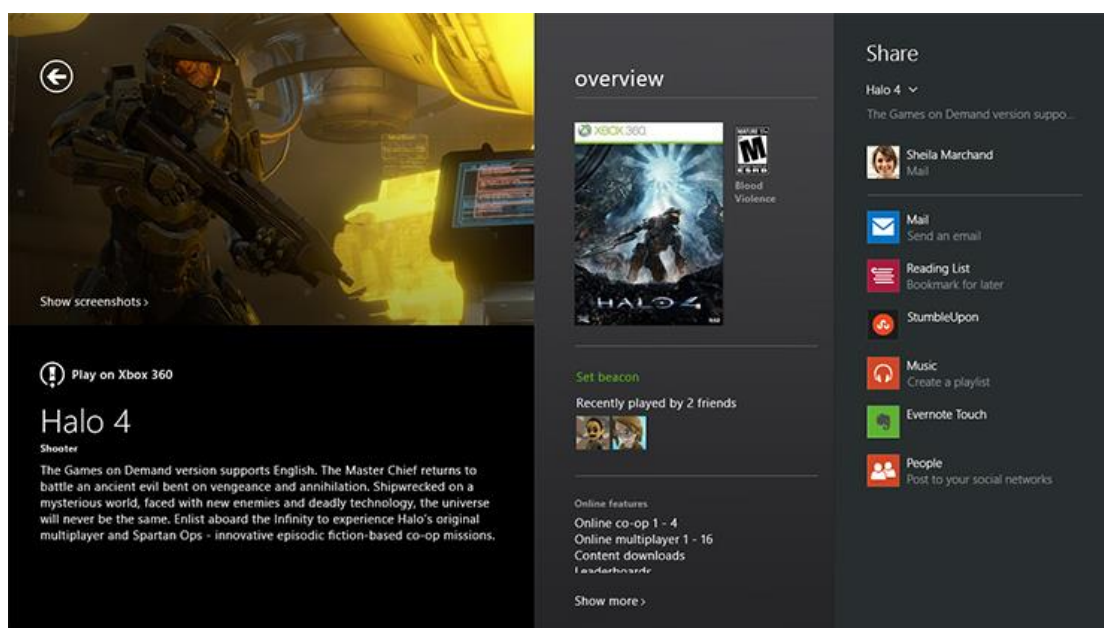 Show screenshots ›
Play on Xbox 360
Halo 4
Shooter
The Games on Demand version supports English. The Master Chief returns to
battle an ancient evil bent on vengeance and annihilation. Shipwrecked on a
mysterious world, faced with new enemies and deadly technology, the universe
will never be the same. Enlist aboard the Infinity to experience Halo's original
multiplayer and Spartan Ops - innovative episodic fiction-based co-op missions.
overview
XBOX 360
HALO 4
MATURE 17+
M
ESRB
Blood
Violence
Set beacon
Recently played by 2 friends
Online features
Online co-op 1 - 4
Online multiplayer 1 - 16
Content downloads
Leaderboards
Show more ›
Share
Halo 4
The Games on Demand version suppo...
Sheila Marchand
Mail
Mail
Send an email
Reading List
Bookmark for later
StumbleUpon
Music
Create a playlist
Evernote Touch
People
Post to your social networks